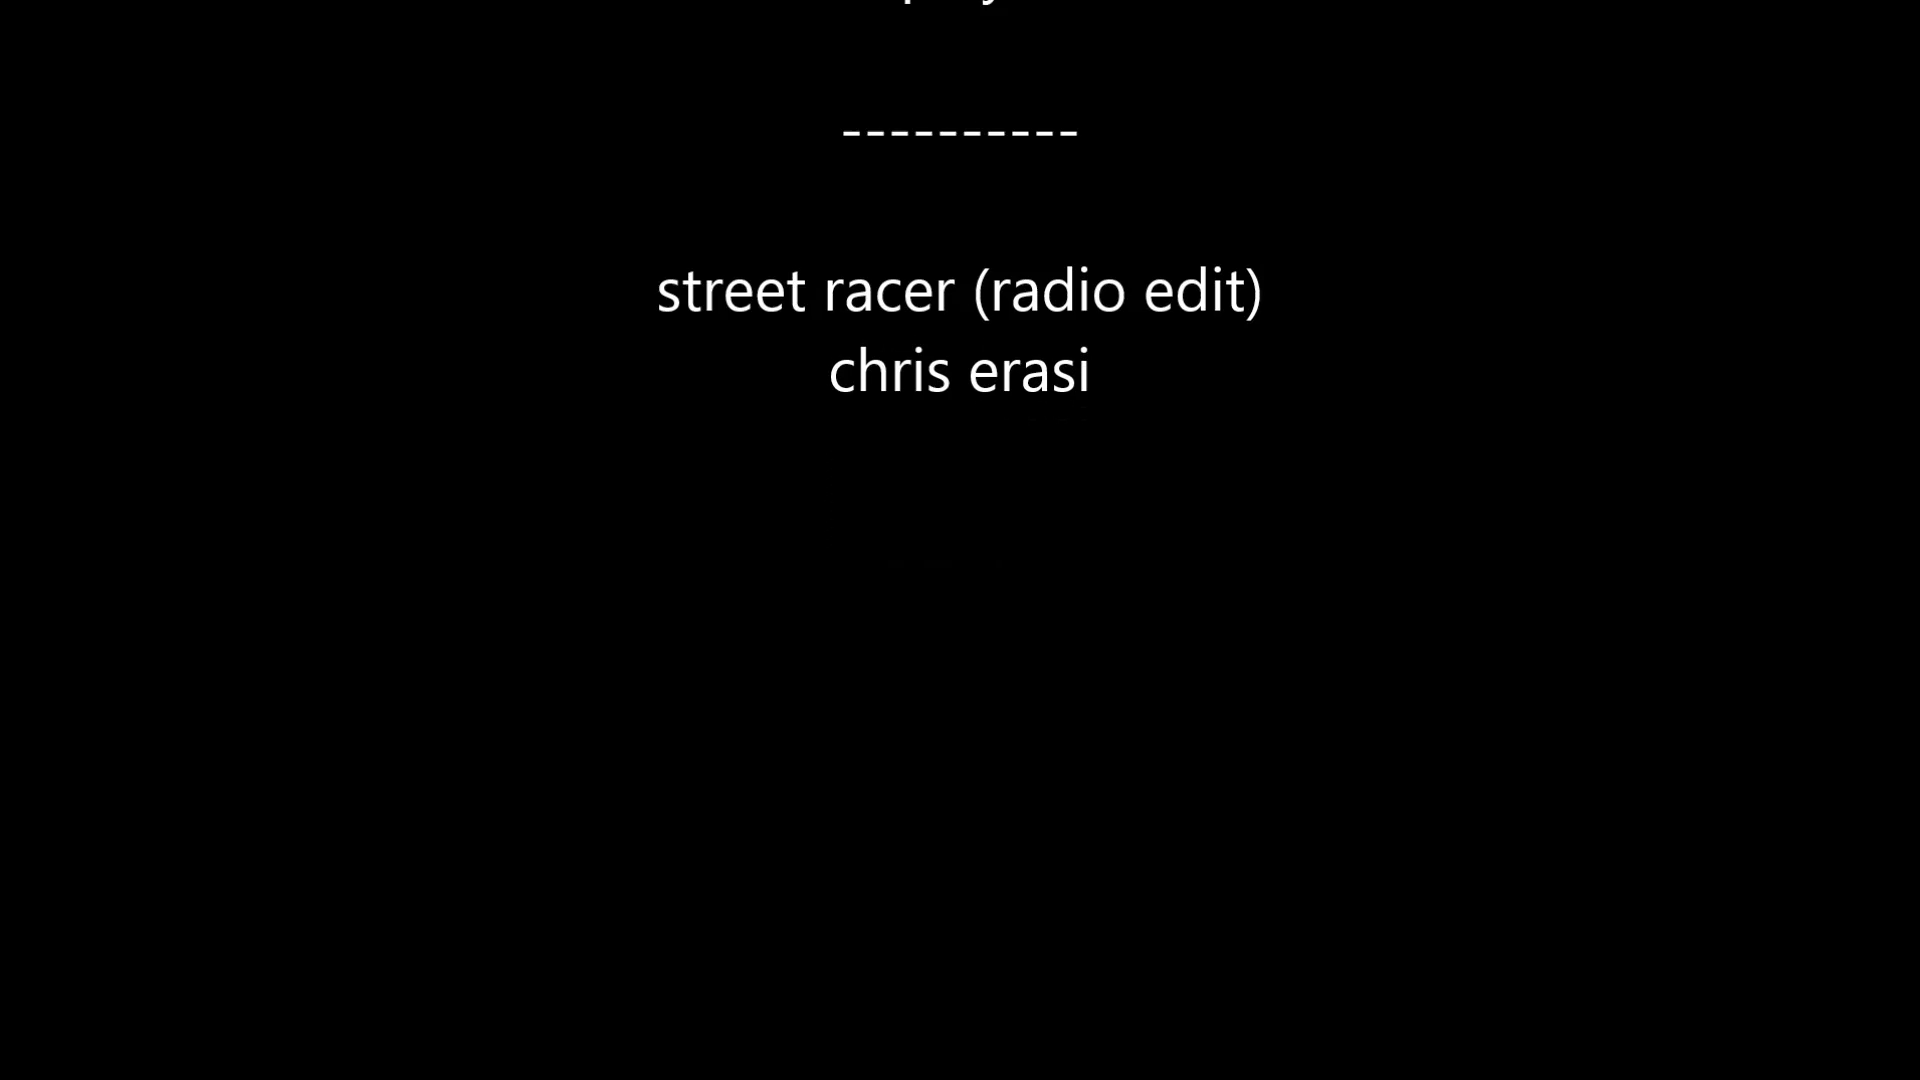 ----------
street racer (radio edit)
chris erasi